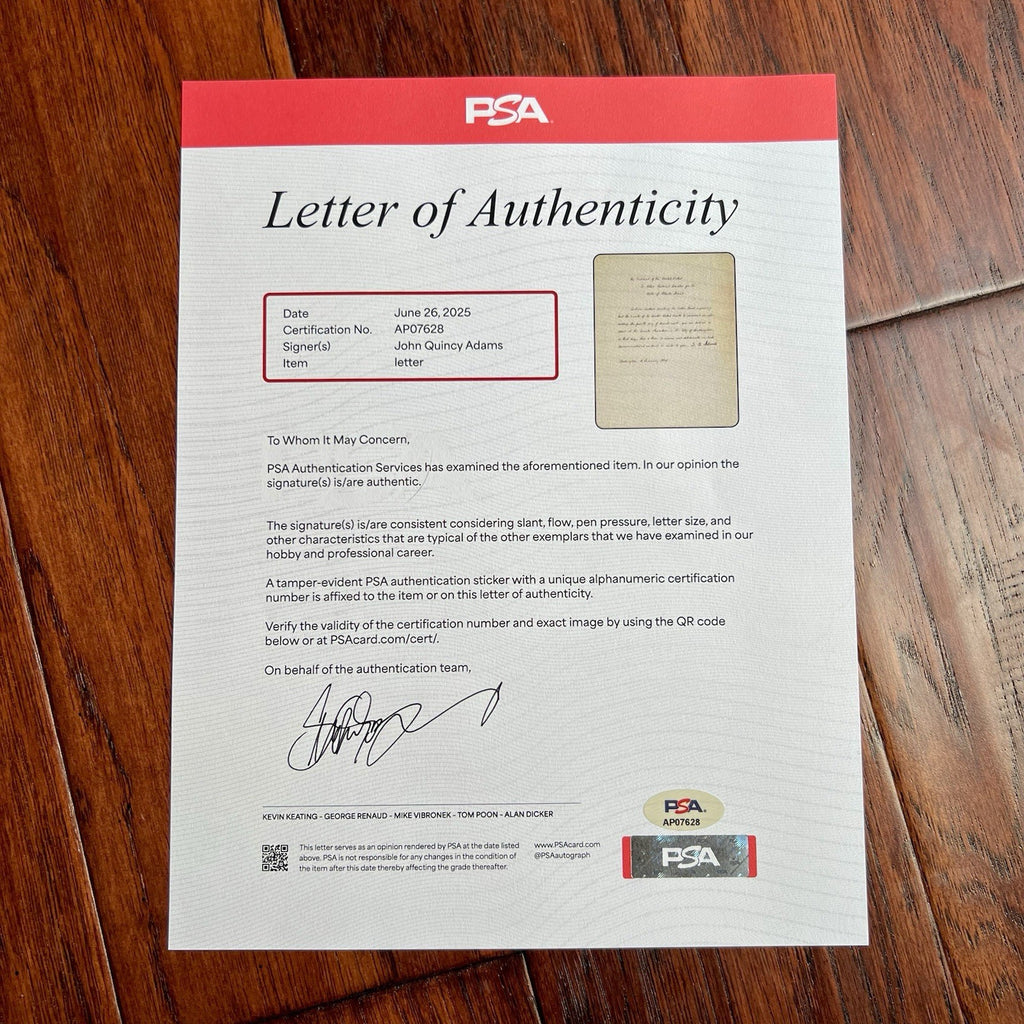 PSA
Letter of Authenticity
Date June 26, 2025
Certification No. AP07628
Signer(s) John Quincy Adams
Item letter
To Whom It May Concern,
PSA Authentication Services has examined the aforementioned item. In our opinion the
signature(s) is/are authentic.
The signature(s) is/are consistent considering slant, flow, pen pressure, letter size, and
other characteristics that are typical of the other exemplars that we have examined in our
hobby and professional career.
A tamper-evident PSA authentication sticker with a unique alphanumeric certification
number is affixed to the item or on this letter of authenticity.
Verify the validity of the certification number and exact image by using the QR code
below or at PSAcard.com/cert/.
On behalf of the authentication team,
KEVIN KEATING - GEORGE RENAUD - MIKE VIBRONEK - TOM POON - ALAN DICKER
This letter serves as an opinion rendered by PSA at the date listed
above. PSA is not responsible for any changes in the condition of
the item after this date thereby affecting the grade thereafter.
www.PSAcard.com
@PSAautograph
PSA
AP07628
PSA